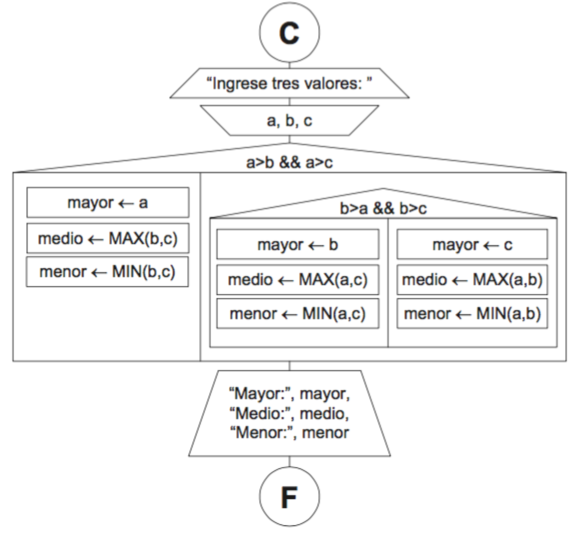 C
“Ingrese tres valores: ”
a, b, c
a>b && a>c
mayor ← a
medio ← MAX(b,c)
menor ← MIN(b,c)
b>a && b>c
mayor ← b
medio ← MAX(a,c)
menor ← MIN(a,c)
mayor ← c
medio ← MAX(a,b)
menor ← MIN(a,b)
“Mayor:”, mayor,
“Medio:”, medio,
“Menor:”, menor
F